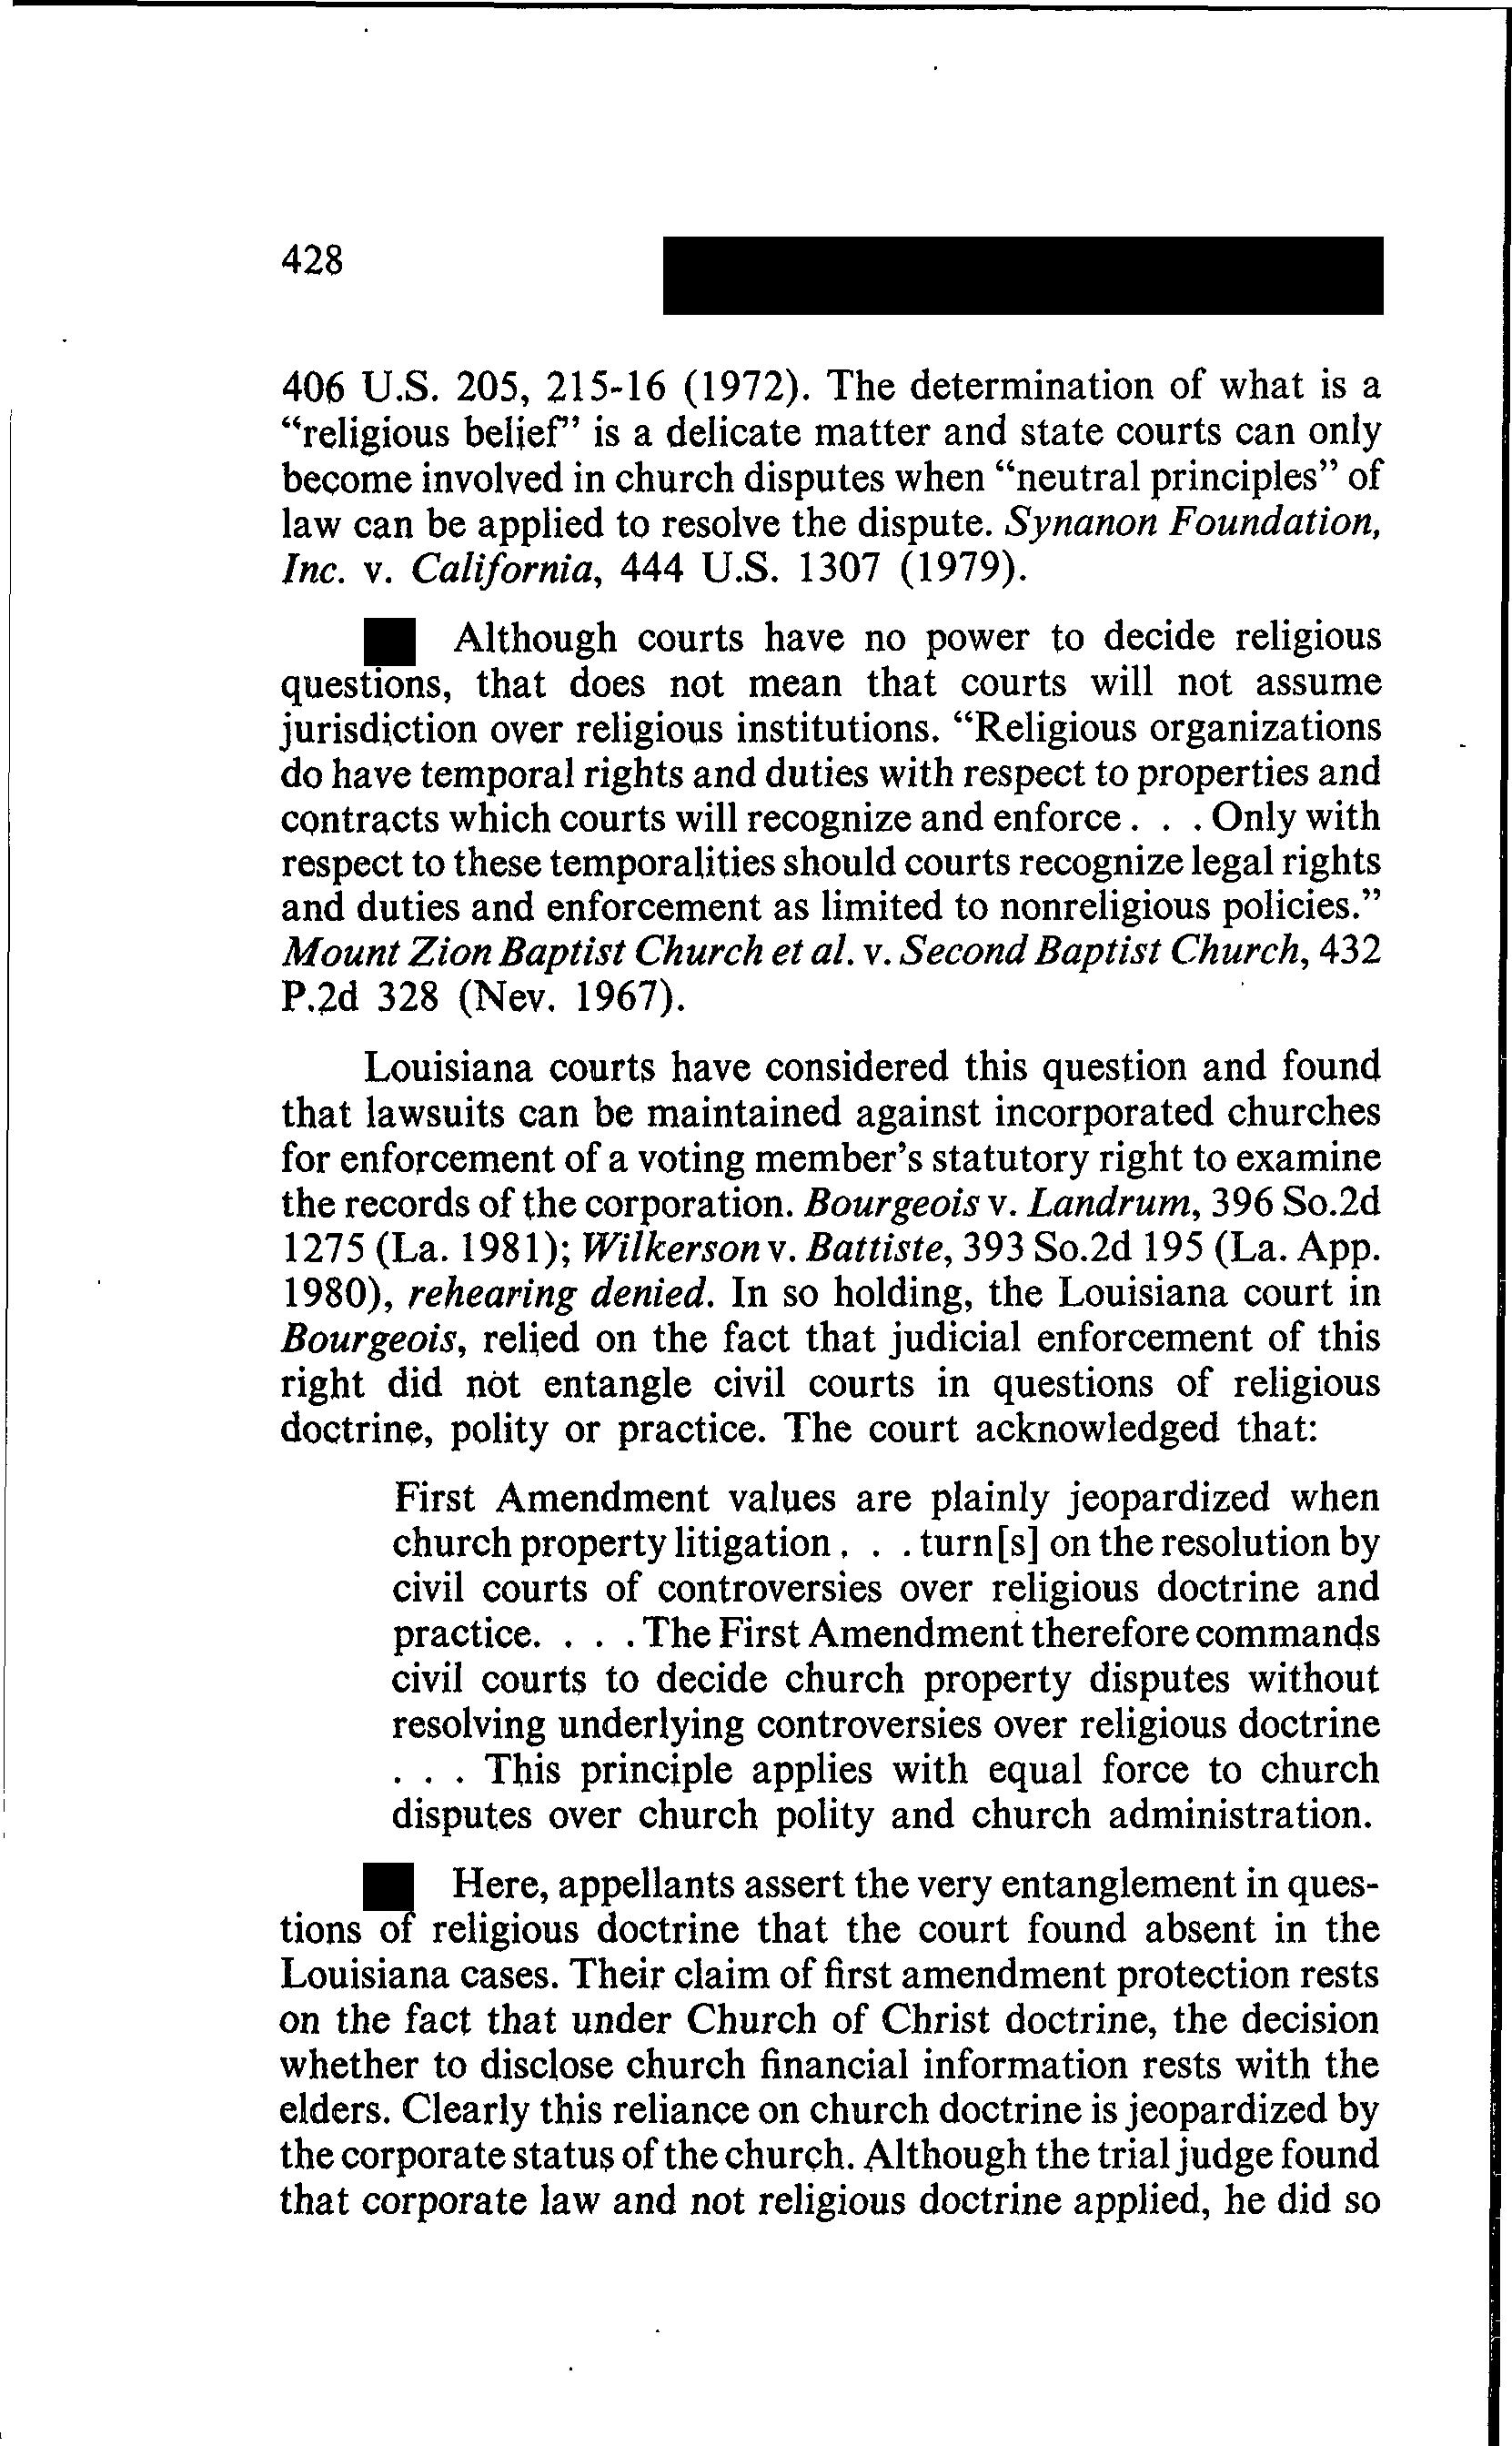 428
406 U.S. 205, 215-16 (1972). The determination of what is a
“religious belief” is a delicate matter and state courts can only
become involved in church disputes when “neutral principles” of
law can be applied to resolve the dispute. Synanon Foundation,
Inc. v. California, 444 U.S. 1307 (1979).
Although courts have no power to decide religious
questions, that does not mean that courts will not assume
jurisdiction over religious institutions. “Religious organizations
do have temporal rights and duties with respect to properties and
contracts which courts will recognize and enforce . . . Only with
respect to these temporalities should courts recognize legal rights
and duties and enforcement as limited to nonreligious policies.”
Mount Zion Baptist Church et al. v. Second Baptist Church, 432
P.2d 328 (Nev. 1967).
Louisiana courts have considered this question and found
that lawsuits can be maintained against incorporated churches
for enforcement of a voting member’s statutory right to examine
the records of the corporation. Bourgeois v. Landrum, 396 So.2d
1275 (La. 1981); Wilkerson v. Battiste, 393 So.2d 195 (La. App.
1980), rehearing denied. In so holding, the Louisiana court in
Bourgeois, relied on the fact that judicial enforcement of this
right did not entangle civil courts in questions of religious
doctrine, polity or practice. The court acknowledged that:
First Amendment values are plainly jeopardized when
church property litigation . . . turn[s] on the resolution by
civil courts of controversies over religious doctrine and
practice. . . . The First Amendment therefore commands
civil courts to decide church property disputes without
resolving underlying controversies over religious doctrine
. . . This principle applies with equal force to church
disputes over church polity and church administration.
Here, appellants assert the very entanglement in ques-
tions of religious doctrine that the court found absent in the
Louisiana cases. Their claim of first amendment protection rests
on the fact that under Church of Christ doctrine, the decision
whether to disclose church financial information rests with the
elders. Clearly this reliance on church doctrine is jeopardized by
the corporate status of the church. Although the trial judge found
that corporate law and not religious doctrine applied, he did so